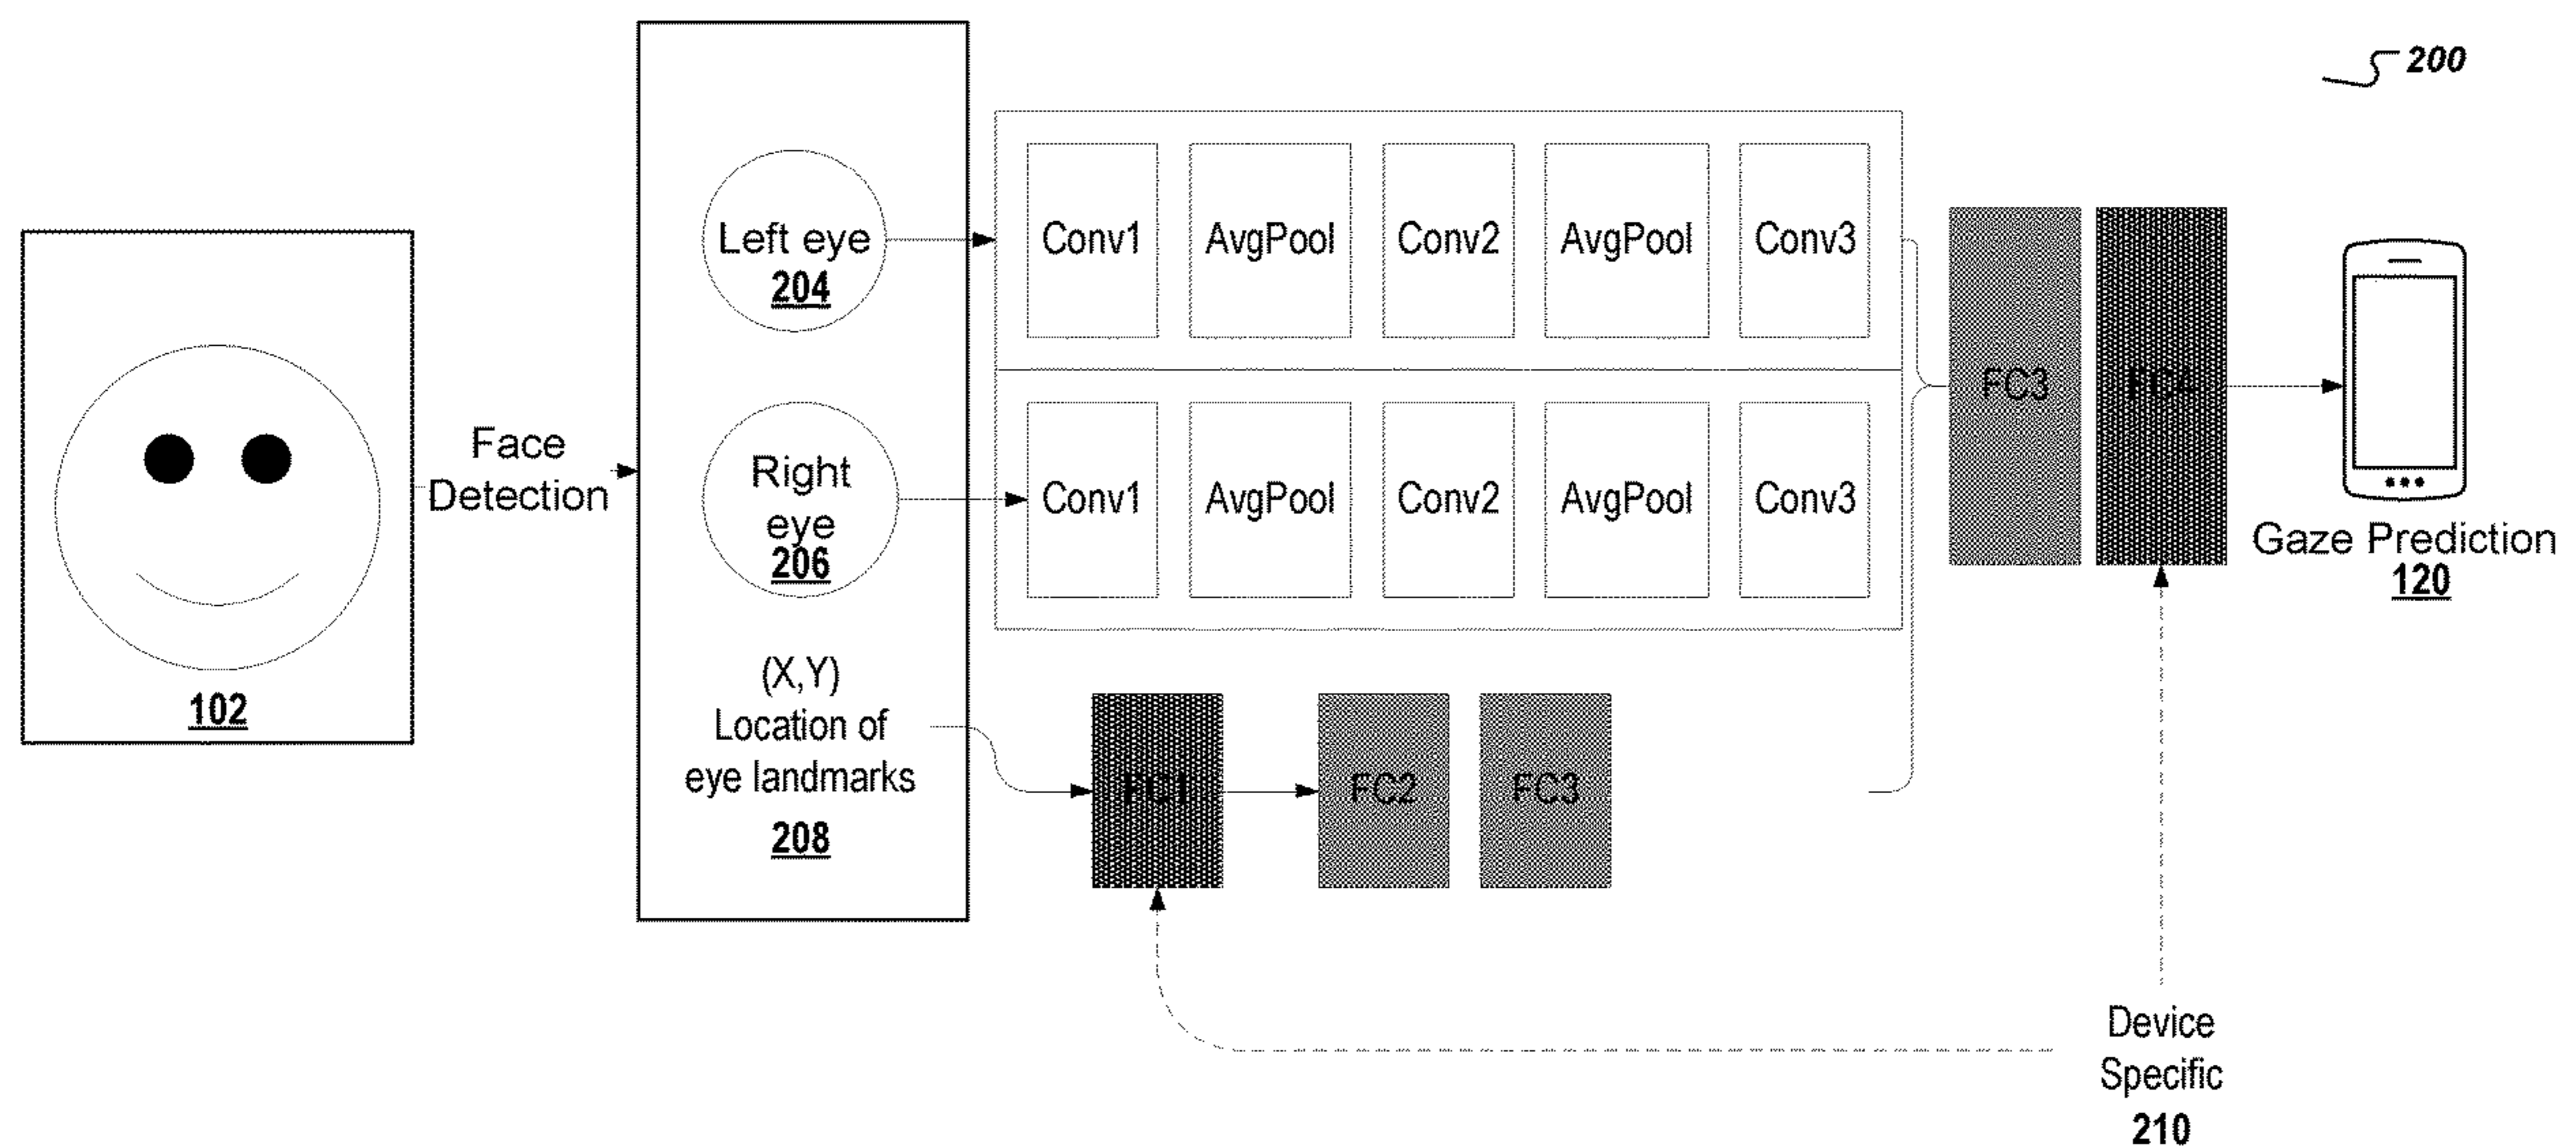 200
Left eye
204
Conv1
AvgPool
Conv2
AvgPool
Conv3
Face
Detection
Right
eye
206
Conv1
AvgPool
Conv2
AvgPool
Conv3
FC3
FC4
Gaze Prediction
120
102
(X,Y)
Location of
eye landmarks
208
FC1
FC2
FC3
Device
Specific
210